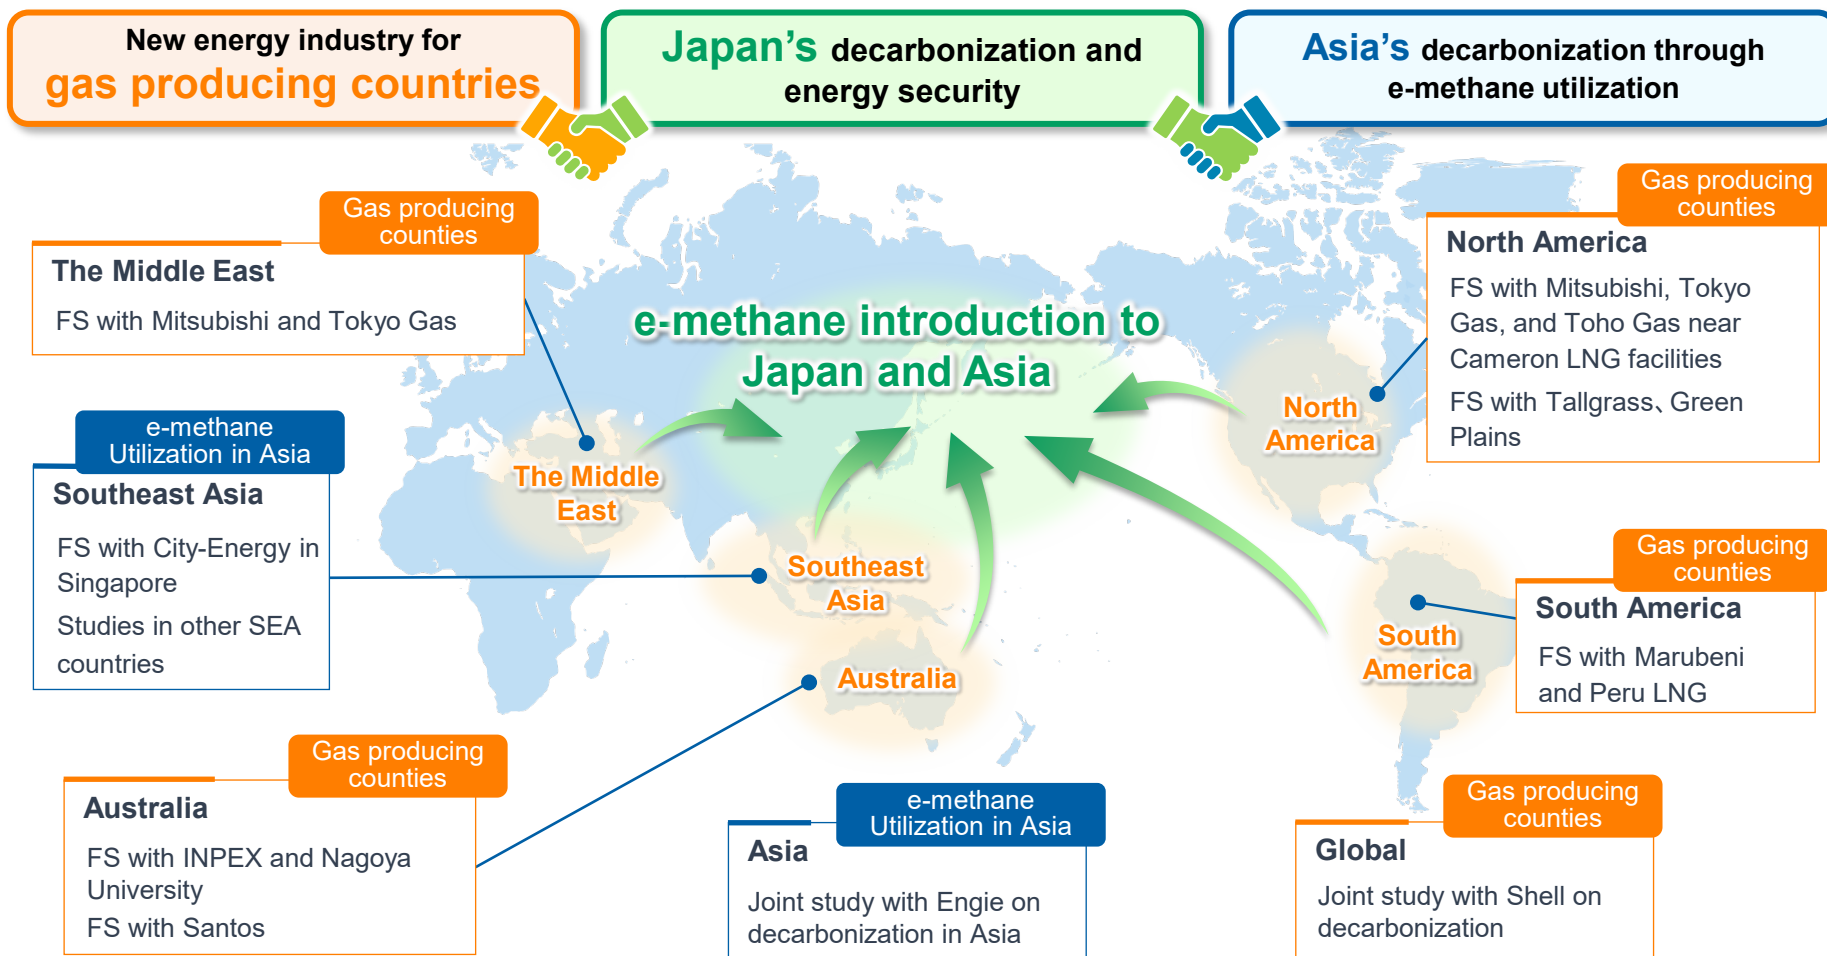 New energy industry for
gas producing countries
Japan's decarbonization and
energy security
Asia's decarbonization through
e-methane utilization
Gas producing
counties
The Middle East
FS with Mitsubishi and Tokyo Gas
Gas producing
counties
North America
FS with Mitsubishi, Tokyo
Gas, and Toho Gas near
Cameron LNG facilities
FS with Tallgrass、Green
Plains
e-methane introduction to
Japan and Asia
North
America
The Middle
East
e-methane
Utilization in Asia
Southeast Asia
FS with City-Energy in
Singapore
Studies in other SEA
countries
Southeast
Asia
Australia
South
America
Gas producing
counties
South America
FS with Marubeni
and Peru LNG
Gas producing
counties
Australia
FS with INPEX and Nagoya
University
FS with Santos
e-methane
Utilization in Asia
Asia
Joint study with Engie on
decarbonization in Asia
Gas producing
counties
Global
Joint study with Shell on
decarbonization